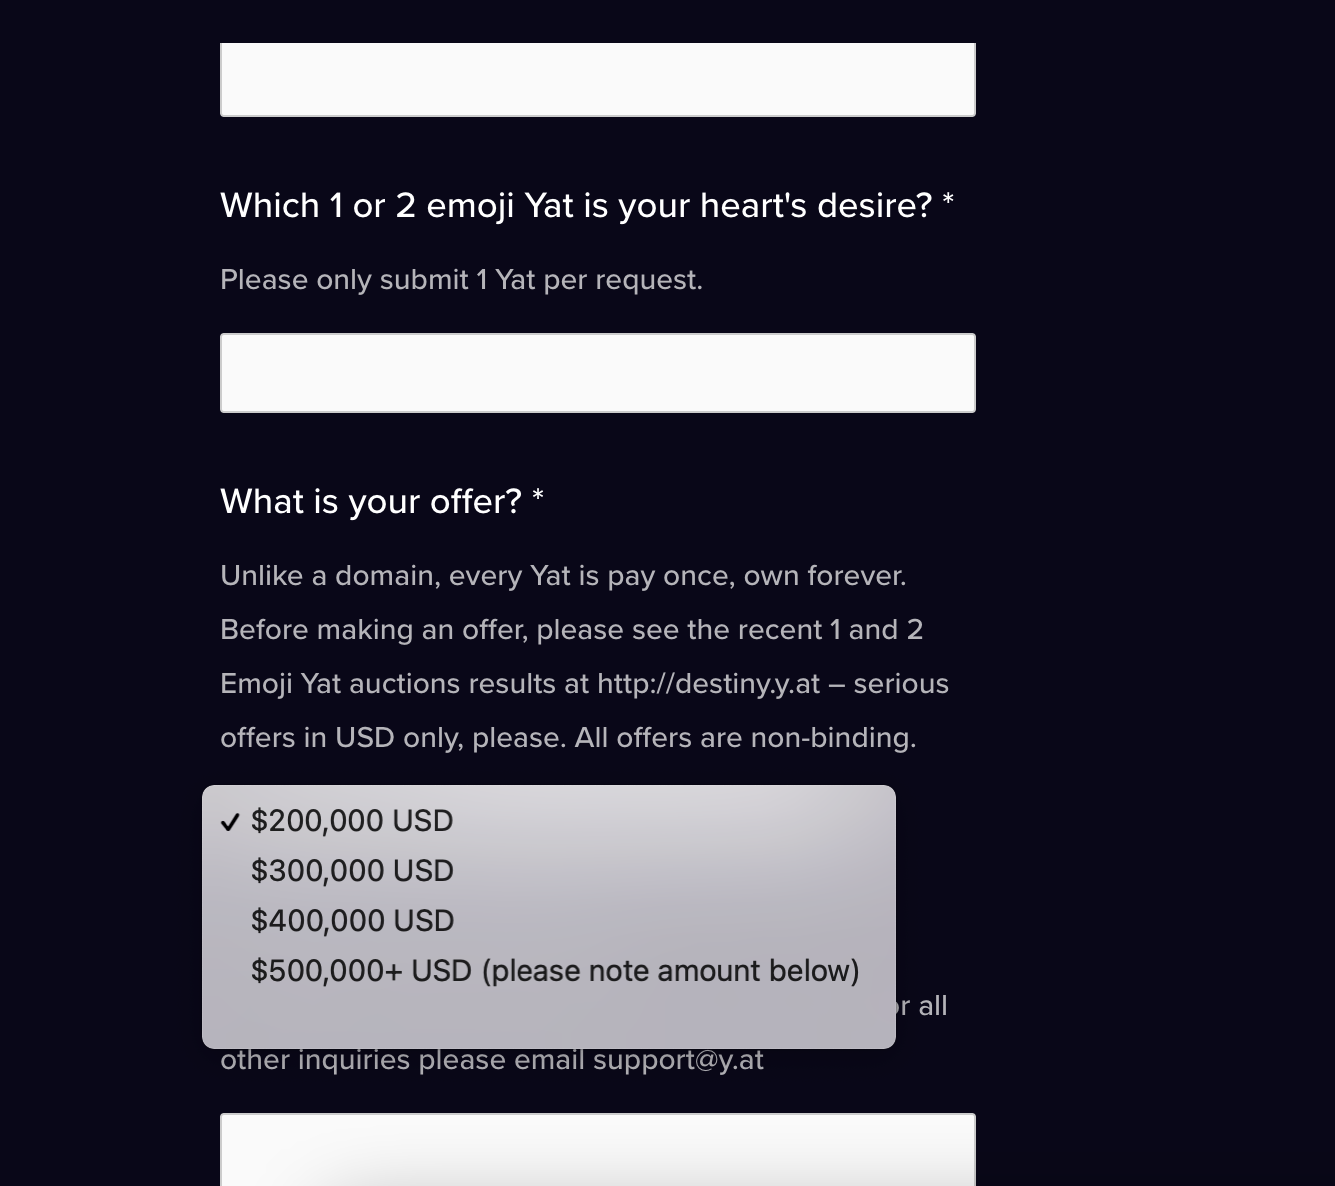 Which 1 or 2 emoji Yat is your heart's desire? *
Please only submit 1 Yat per request.
What is your offer? *
Unlike a domain, every Yat is pay once, own forever.
Before making an offer, please see the recent 1 and 2
Emoji Yat auctions results at http://destiny.y.at – serious
offers in USD only, please. All offers are non-binding.
✓ $200,000 USD
$300,000 USD
$400,000 USD
$500,000+ USD (please note amount below)
all
other inquiries please email support@y.at